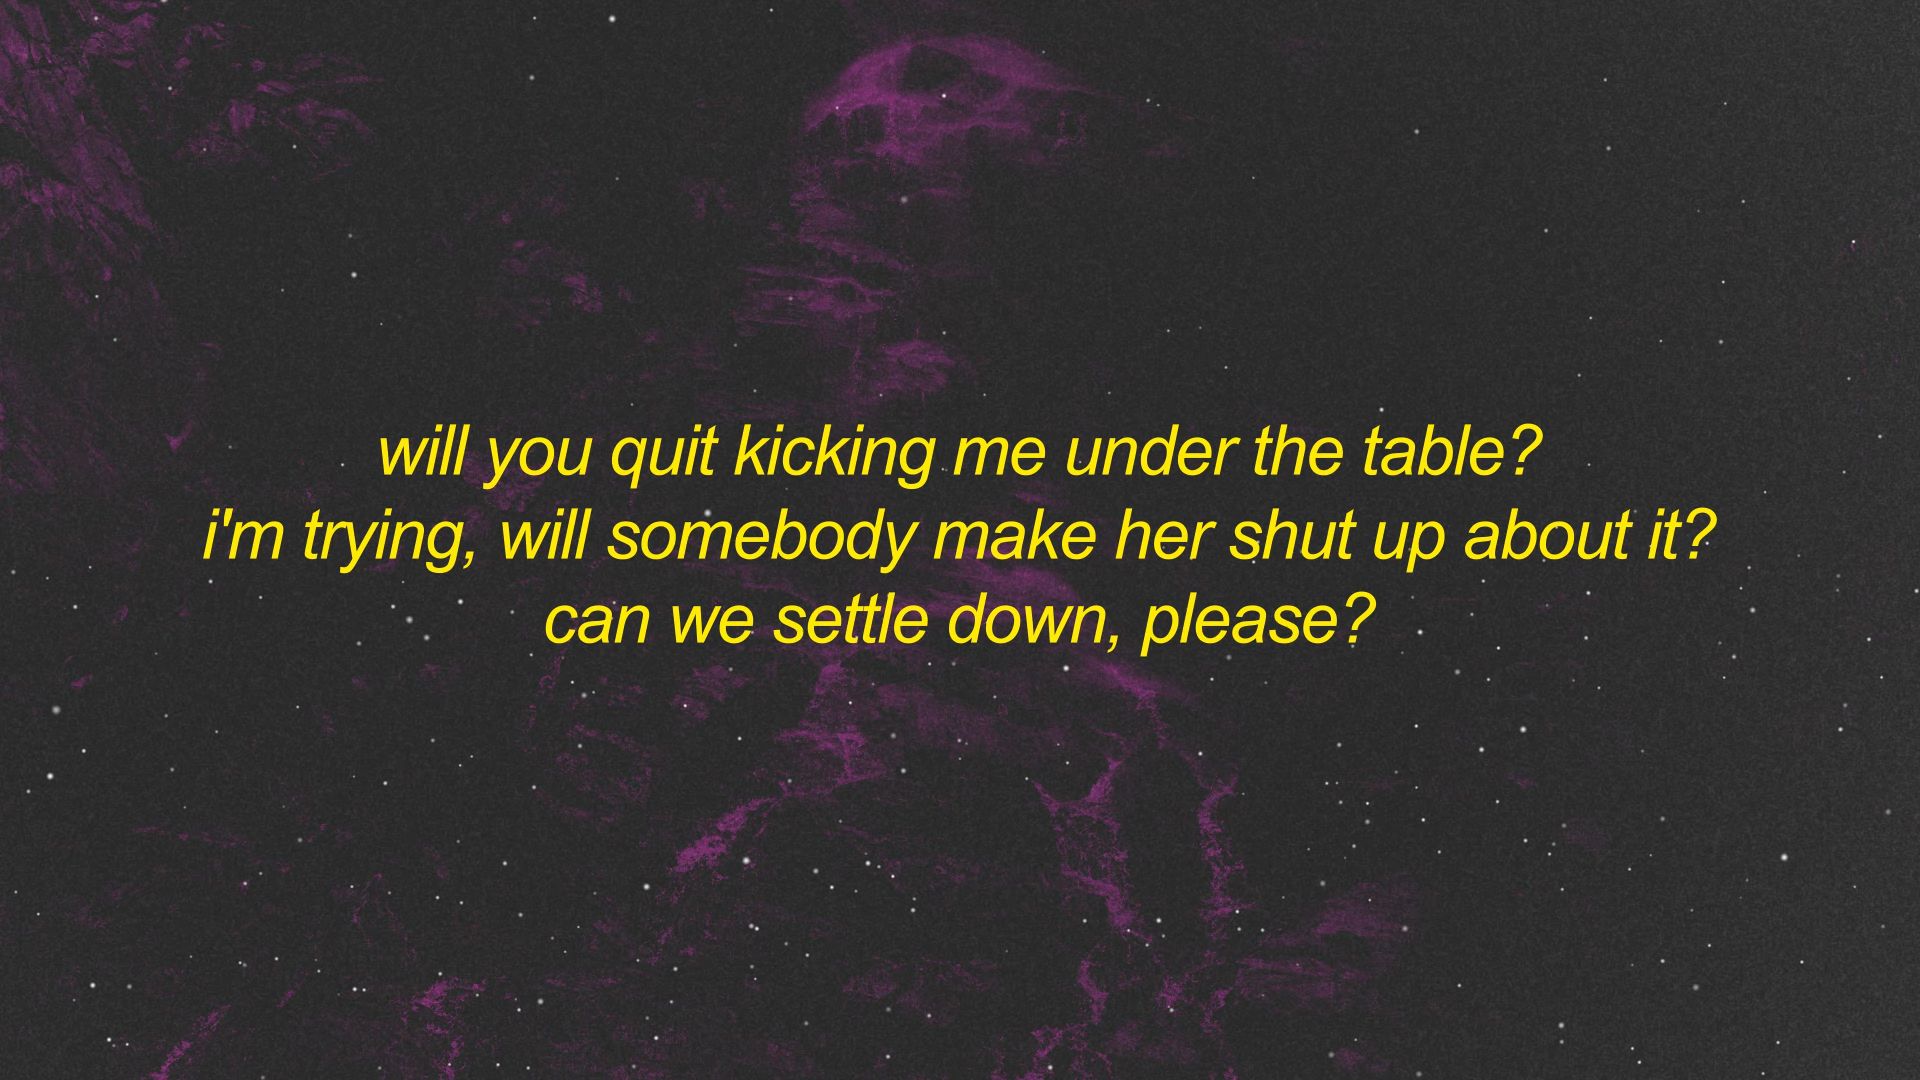 will you quit kicking me under the table?
i'm trying, will somebody make her shut up about it?
can we settle down, please?